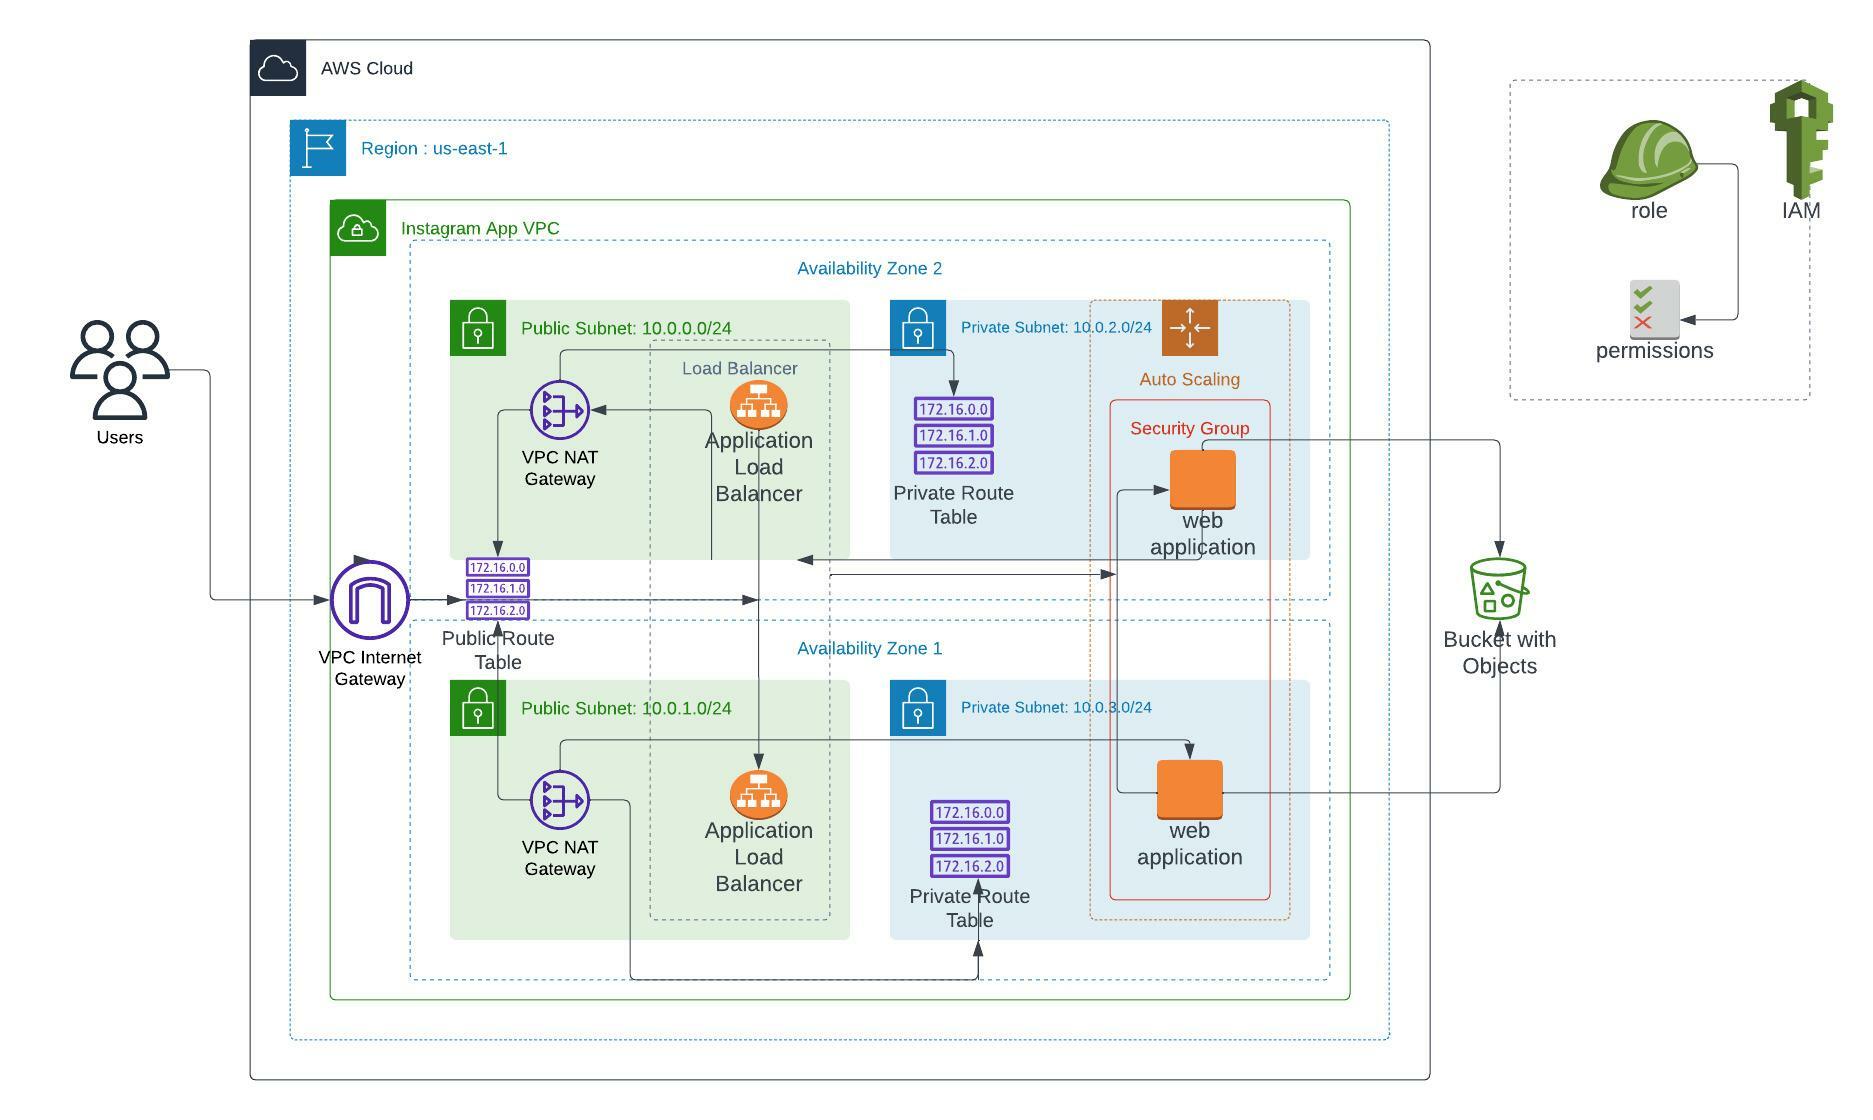 AWS Cloud
Region : us-east-1
Instagram App VPC
Availability Zone 2
Public Subnet: 10.0.0.0/24
Load Balancer
Application
Load
Balancer
VPC NAT
Gateway
Private Subnet: 10.0.2.0/24
Auto Scaling
172.16.0.0
172.16.1.0
172.16.2.0
Private Route
Table
Security Group
web
application
Users
VPC Internet
Gateway
172.16.0.0
172.16.1.0
172.16.2.0
Public Route
Table
Availability Zone 1
Public Subnet: 10.0.1.0/24
VPC NAT
Gateway
Application
Load
Balancer
Private Subnet: 10.0.3.0/24
172.16.0.0
172.16.1.0
172.16.2.0
Private Route
Table
web
application
Bucket with
Objects
role
IAM
permissions